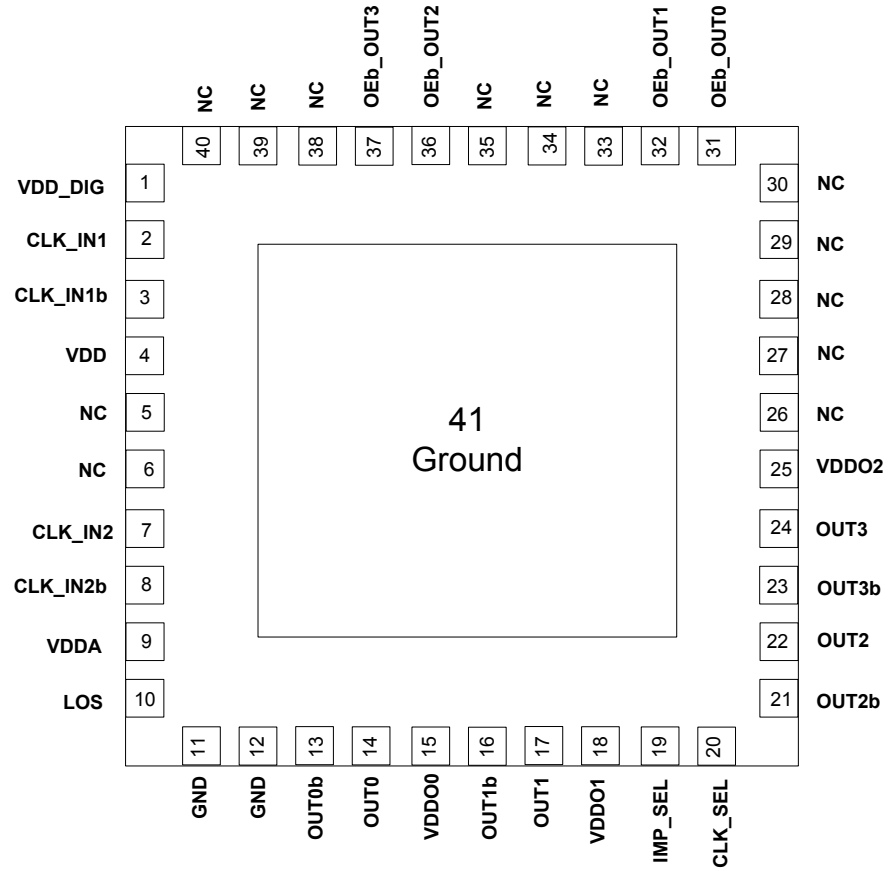 OEb_OUT3
OEb_OUT2
OEb_OUT1
OEb_OUT0
NC
NC
NC
NC
NC
NC
40
39
38
37
36
35
34
33
32
31
VDD_DIG 1
CLK_IN1 2
CLK_IN1b 3
VDD 4
NC 5
NC 6
CLK_IN2 7
CLK_IN2b 8
VDDA 9
LOS 10
41
Ground
30 NC
29 NC
28 NC
27 NC
26 NC
25 VDDO2
24 OUT3
23 OUT3b
22 OUT2
21 OUT2b
11
12
13
14
15
16
17
18
19
20
GND
GND
OUT0b
OUT0
VDDO0
OUT1b
OUT1
VDDO1
IMP_SEL
CLK_SEL